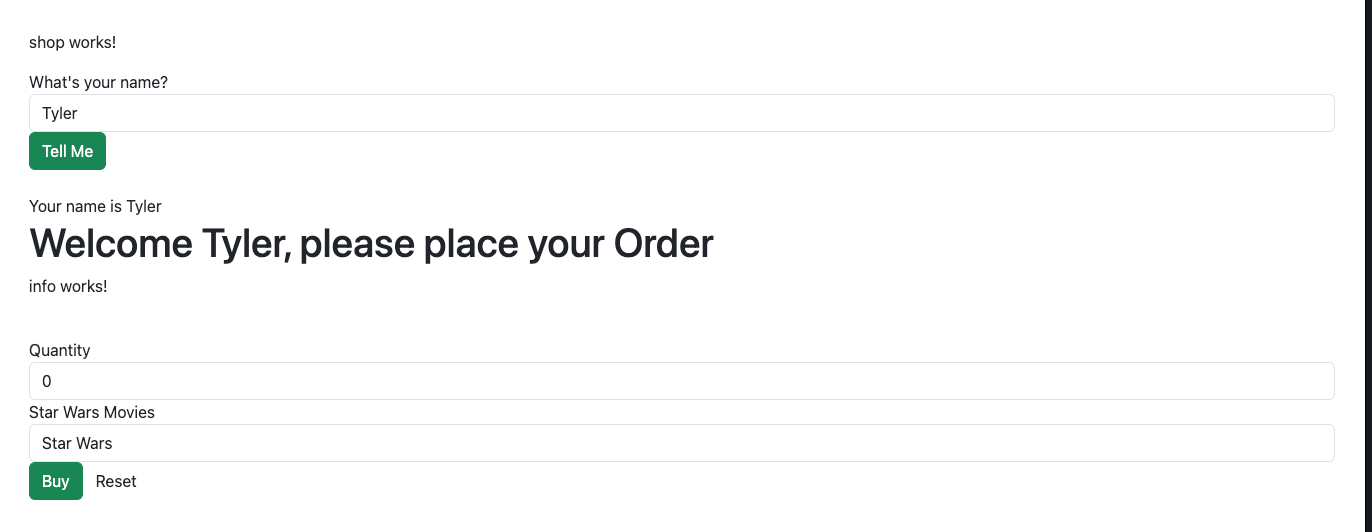 shop works!
What's your name?
Tyler
Tell Me
Your name is Tyler
Welcome Tyler, please place your Order
info works!
Quantity
0
Star Wars Movies
Star Wars
Buy Reset